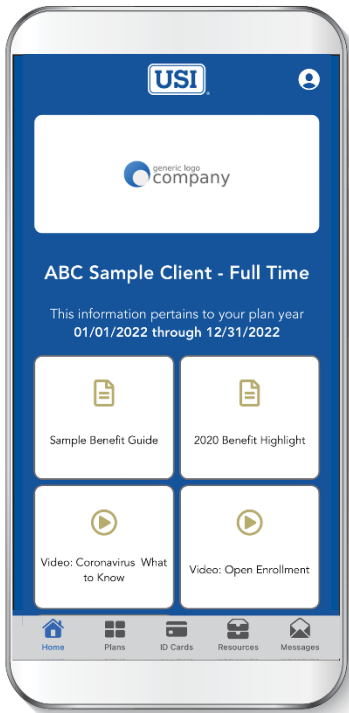 USI
generic logo
company
ABC Sample Client - Full Time
This information pertains to your plan year
01/01/2022 through 12/31/2022
Sample Benefit Guide
2020 Benefit Highlight
Video: Coronavirus What
to Know
Video: Open Enrollment
Home
Plans
ID Cards
Resources
Messages